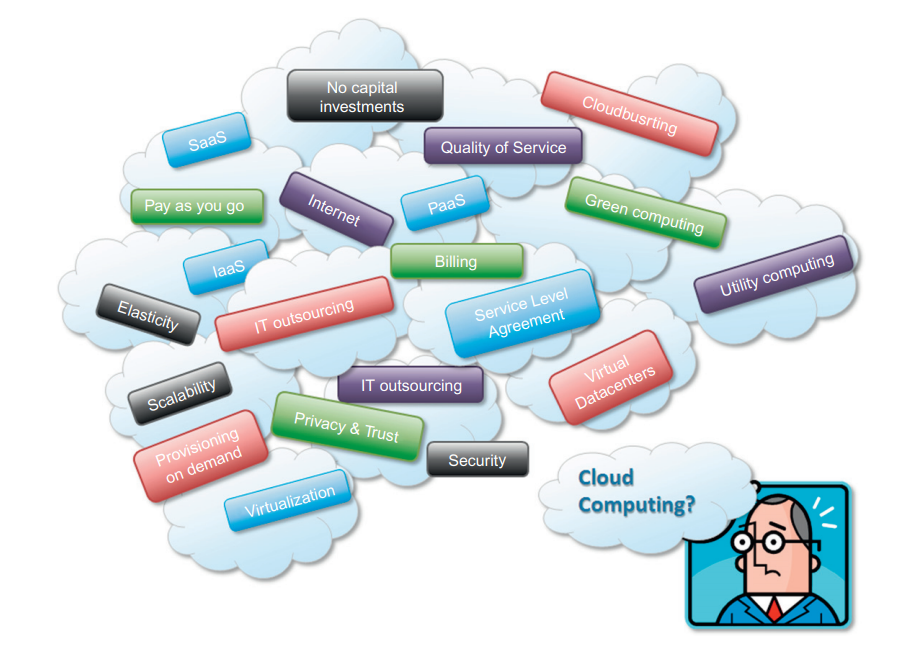 No capital
investments
Cloudbusrting
SaaS
Quality of Service
Pay as you go
Internet
PaaS
Green computing
IaaS
Billing
Utility computing
Elasticity
IT outsourcing
Service Level
Agreement
Scalability
IT outsourcing
Virtual
Datacenters
Provisioning
on demand
Privacy & Trust
Security
Virtualization
Cloud
Computing?